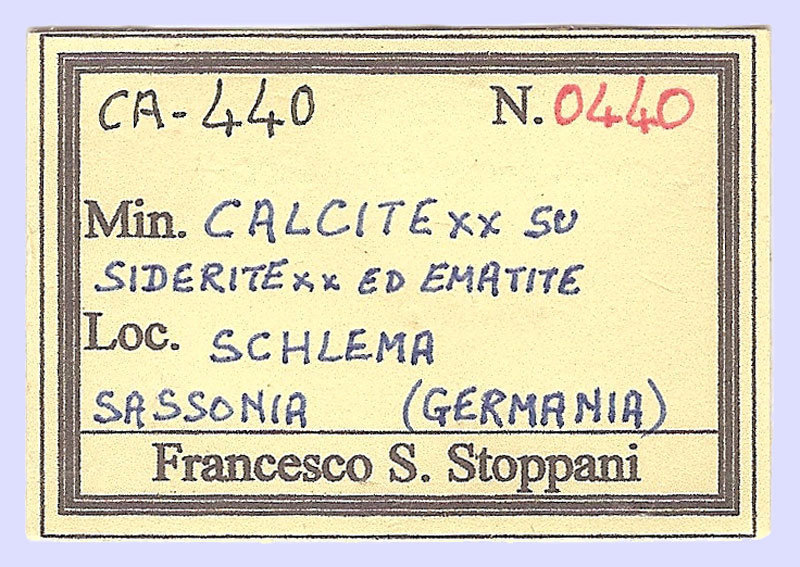 CA-440 N. 0440
Min. CALCITE xx SU
SIDERITE xx ED EMATITE
Loc. SCHLEMA
SASSONIA (GERMANIA)
Francesco S. Stoppani